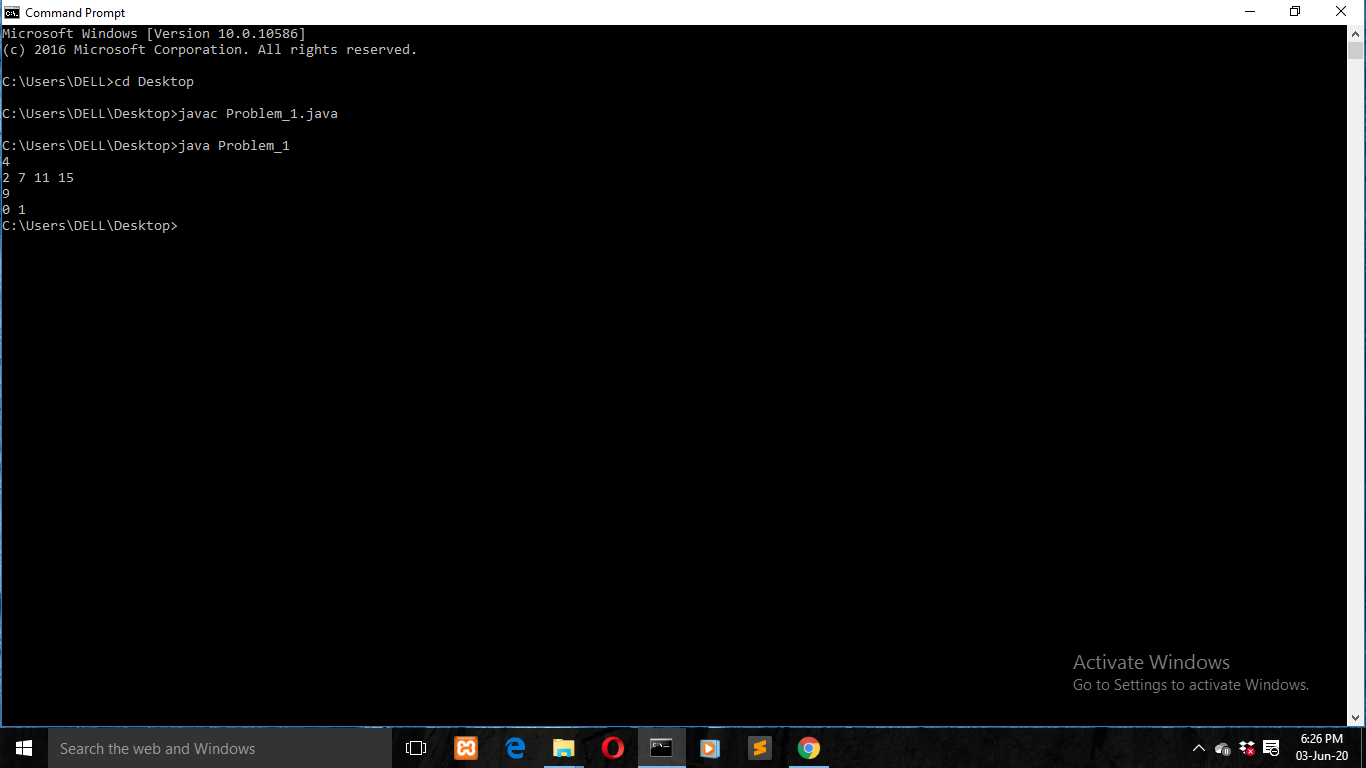 Command Prompt
Microsoft Windows [Version 10.0.10586]
(c) 2016 Microsoft Corporation. All rights reserved.
C:\Users\DELL>cd Desktop
C:\Users\DELL\Desktop>javac Problem_1.java
C:\Users\DELL\Desktop>java Problem_1
4
2 7 11 15
9
0 1
C:\Users\DELL\Desktop>
Activate Windows
Go to Settings to activate Windows.
Search the web and Windows
6:26 PM
03-Jun-20